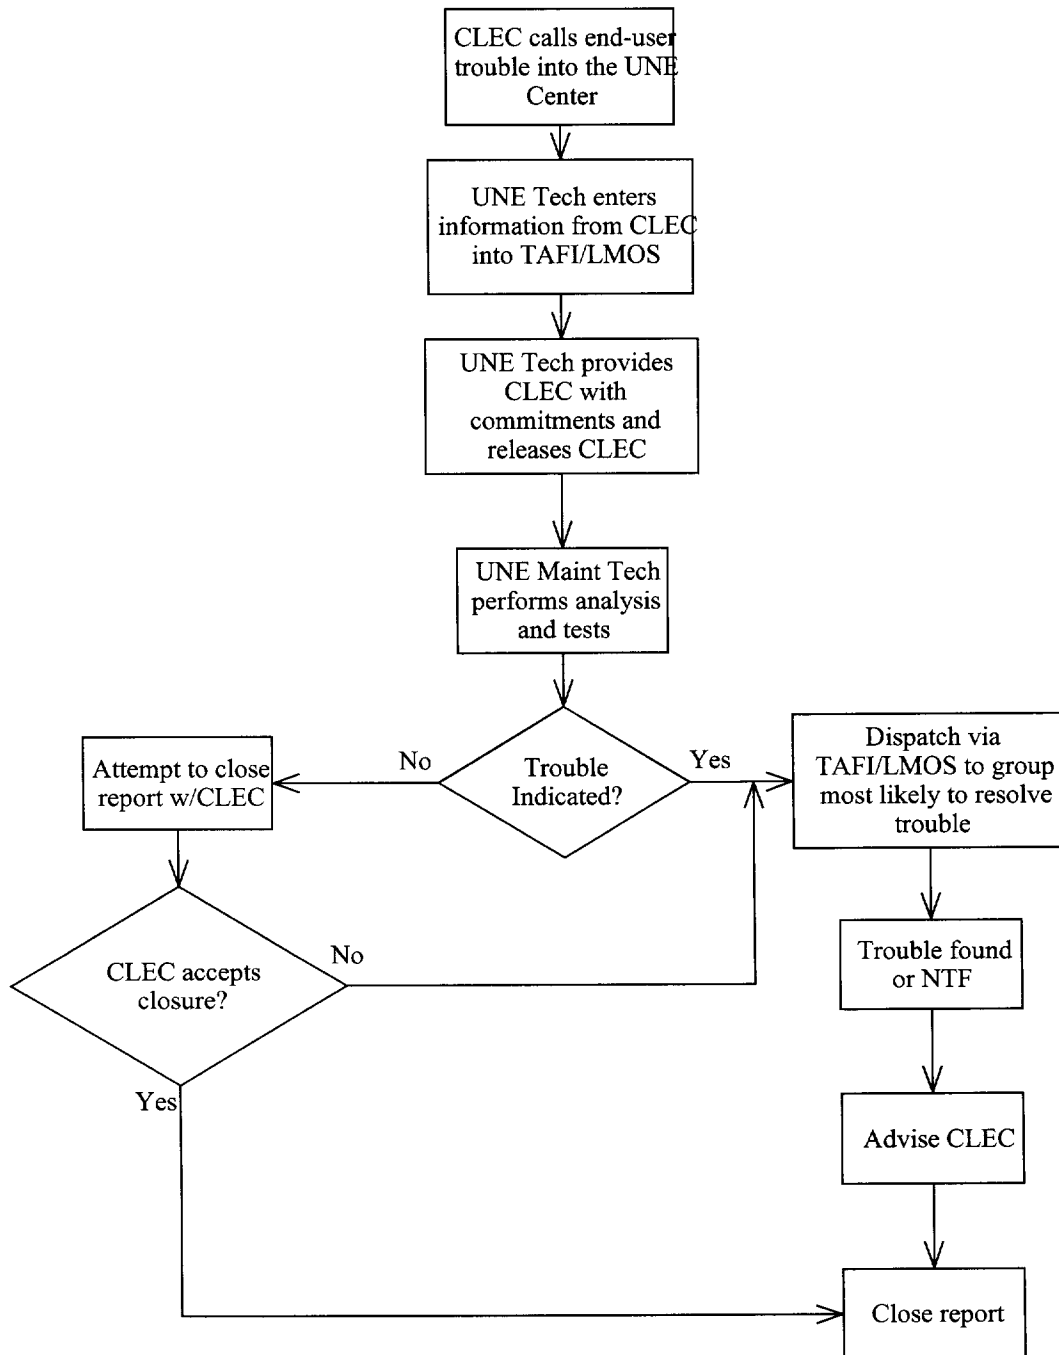 CLEC calls end-user
trouble into the UNE
Center
UNE Tech enters
information from CLEC
into TAFI/LMOS
UNE Tech provides
CLEC with
commitments and
releases CLEC
UNE Maint Tech
performs analysis
and tests
Trouble
Indicated?
No
Yes
Attempt to close
report w/CLEC
Dispatch via
TAFI/LMOS to group
most likely to resolve
trouble
CLEC accepts
closure?
No
Yes
Trouble found
or NTF
Advise CLEC
Close report